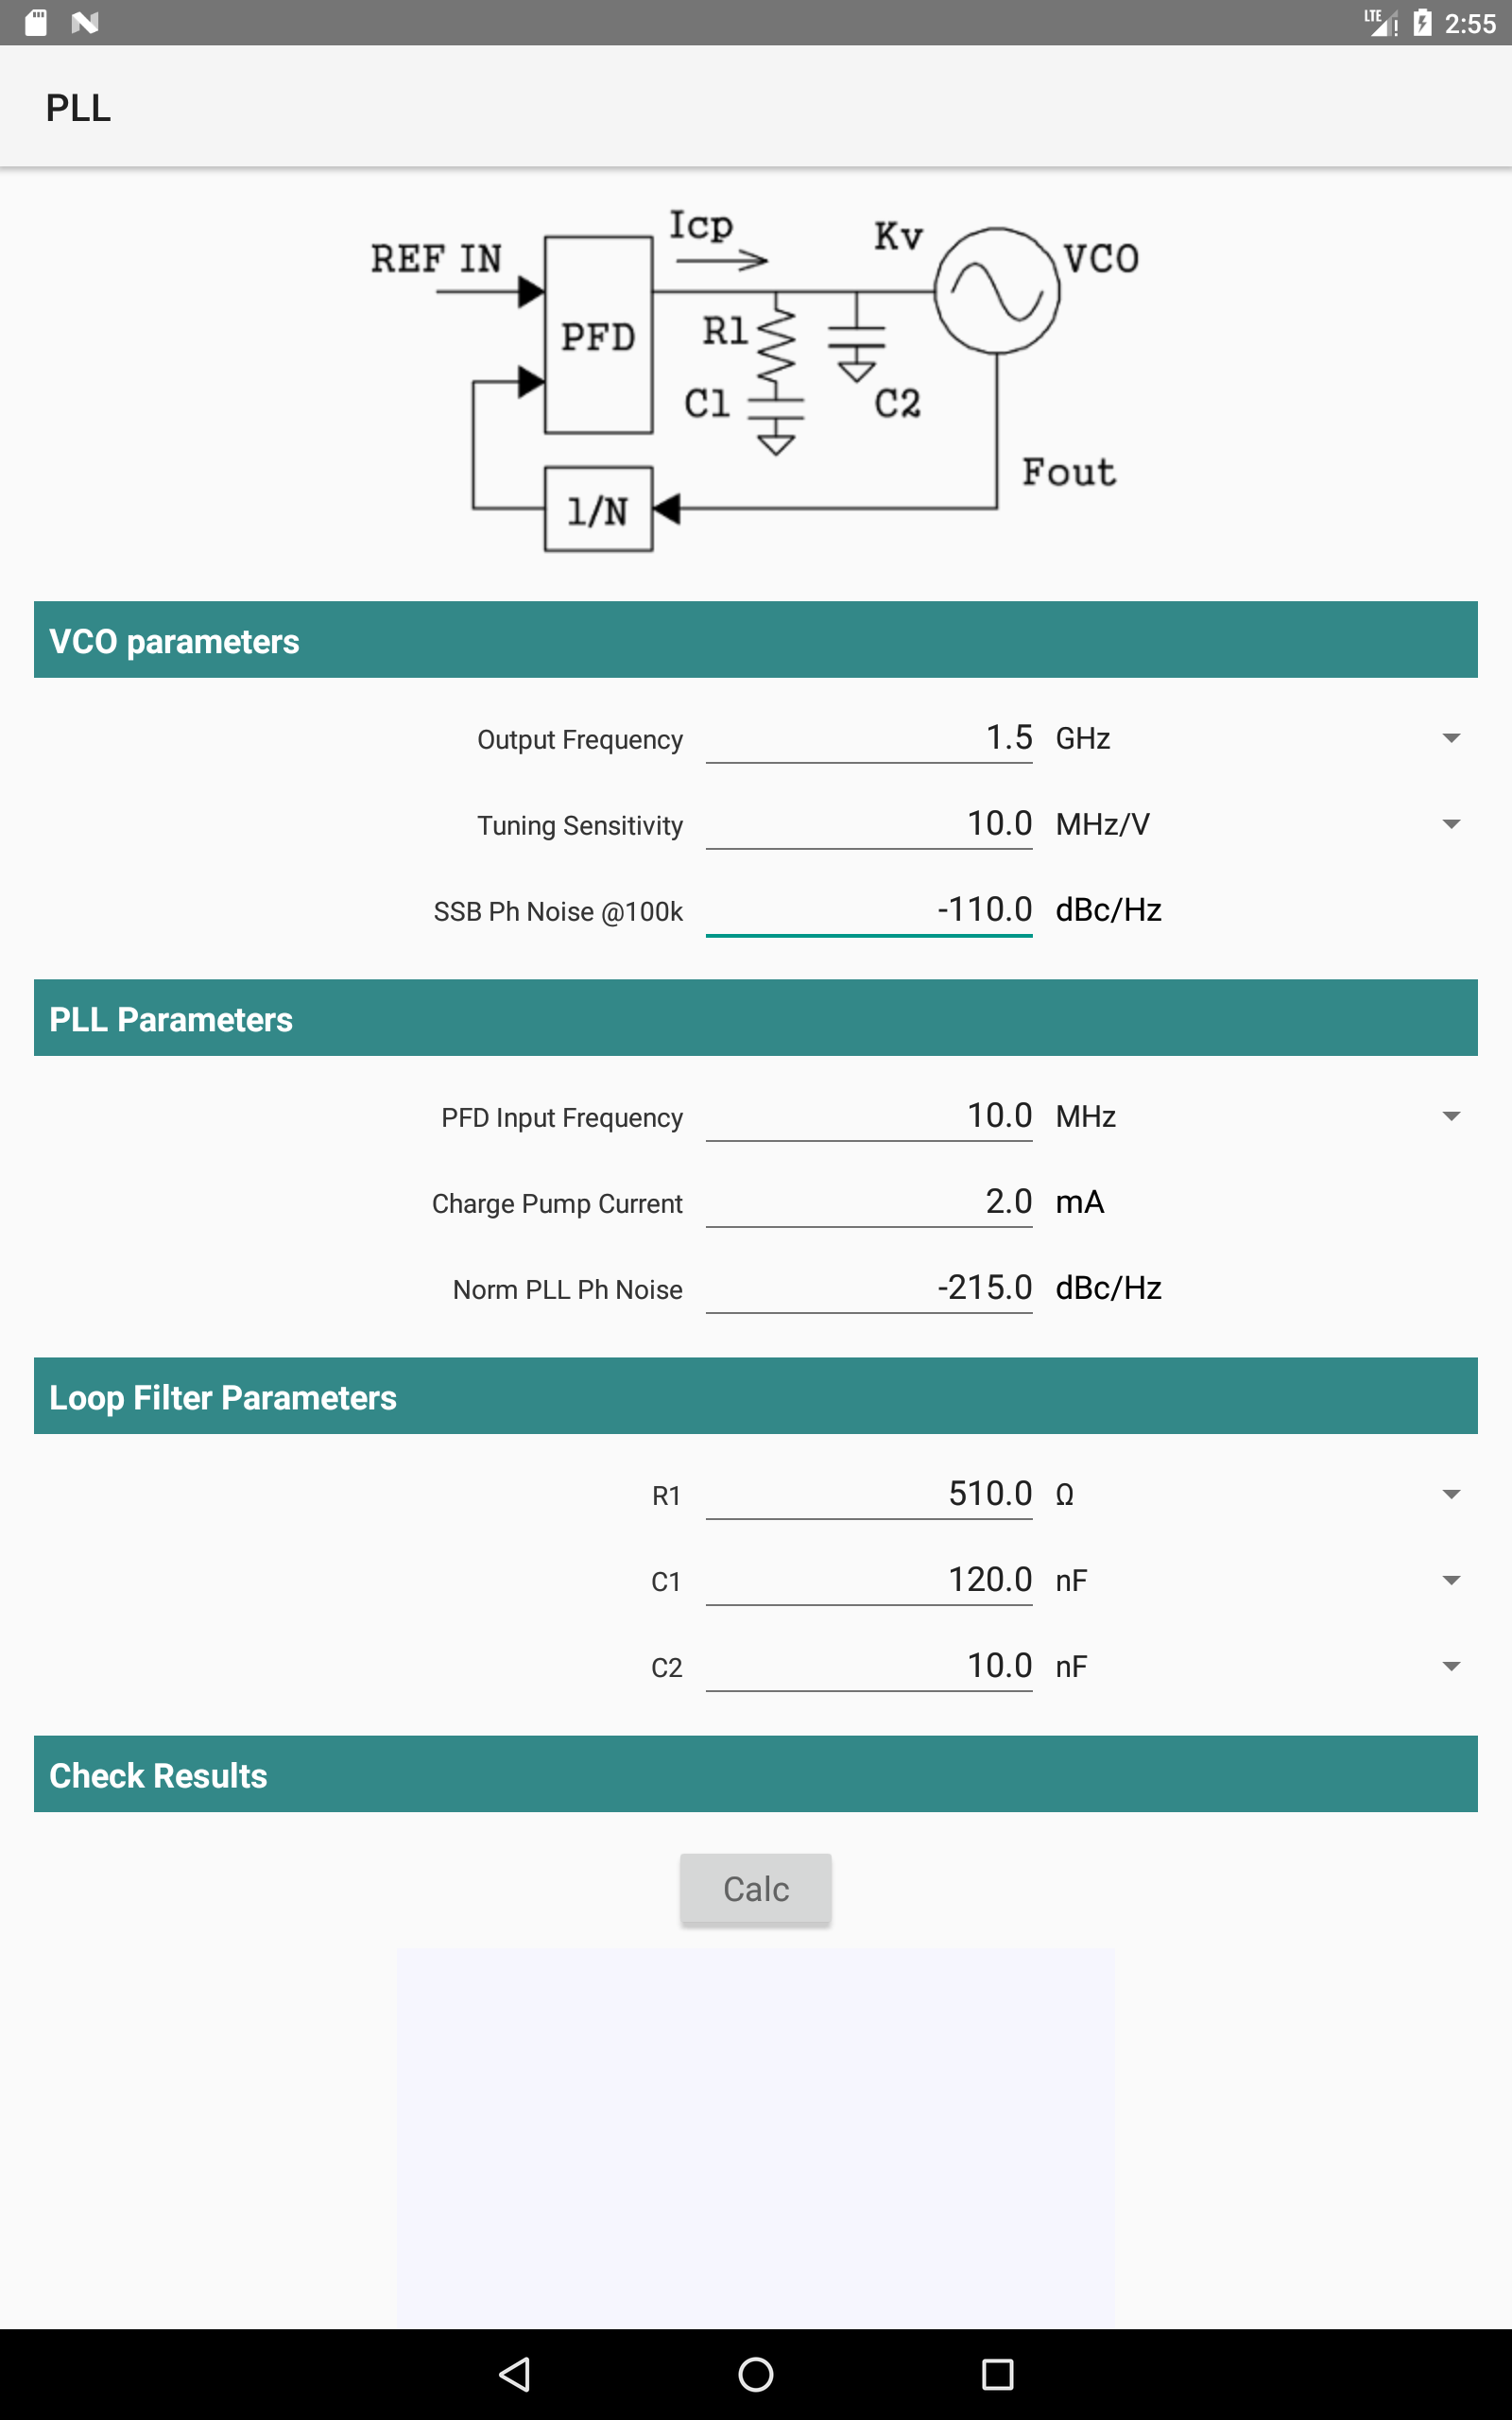 LTE 2:55
PLL
Icp
Kv
REF IN
VCO
PFD
R1
C1
C2
Fout
1/N
VCO parameters
Output Frequency 1.5 GHz
Tuning Sensitivity 10.0 MHz/V
SSB Ph Noise @100k -110.0 dBc/Hz
PLL Parameters
PFD Input Frequency 10.0 MHz
Charge Pump Current 2.0 mA
Norm PLL Ph Noise -215.0 dBc/Hz
Loop Filter Parameters
R1 510.0 Ω
C1 120.0 nF
C2 10.0 nF
Check Results
Calc